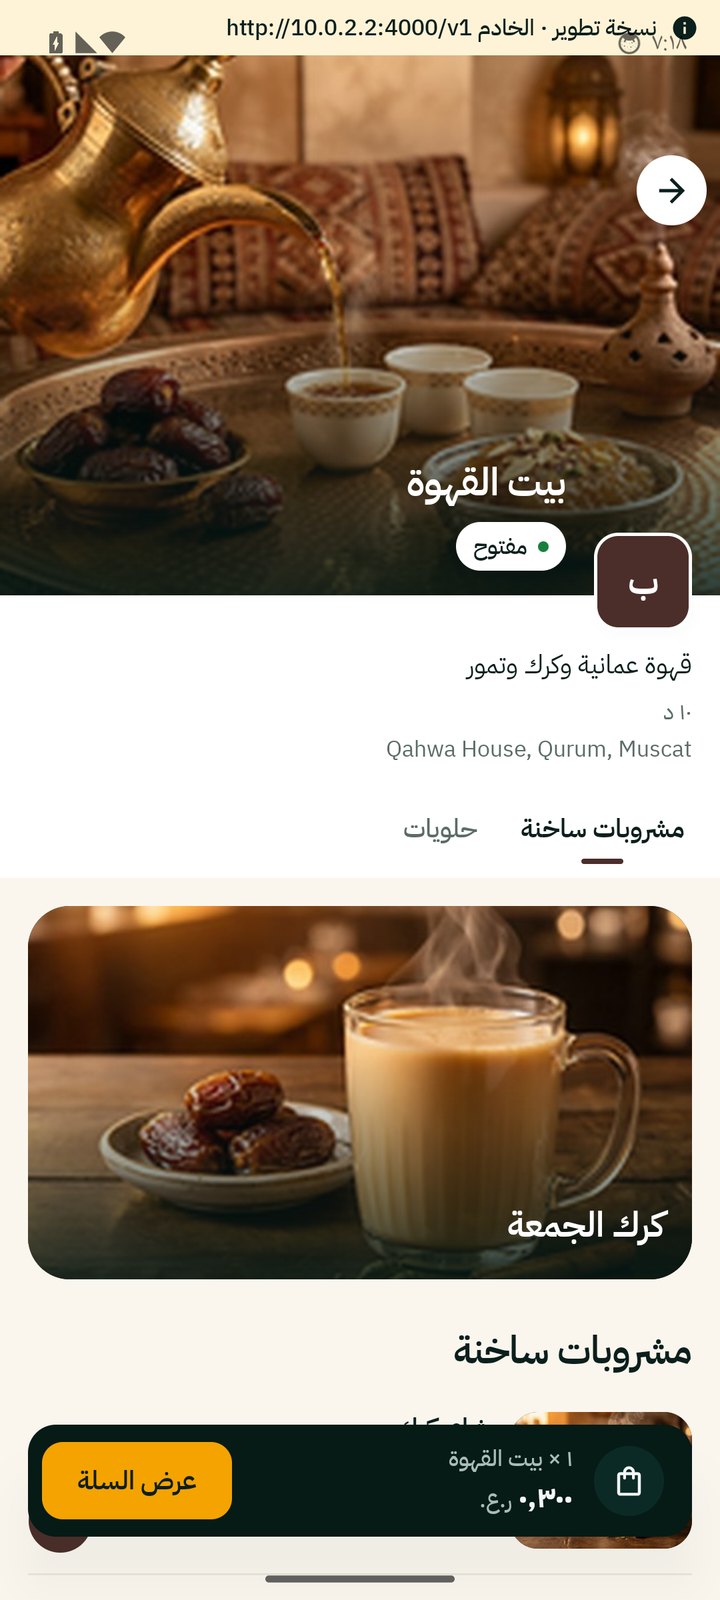 نسخة تطوير · الخادم http://10.0.2.2:4000/v1
٧:١٨
بيت القهوة
مفتوح
ب
قهوة عمانية وكرك وتمور
١٠ د
Qahwa House, Qurum, Muscat
مشروبات ساخنة
حلويات
كرك الجمعة
مشروبات ساخنة
١ × بيت القهوة
٠٫٣٠٠ ر.ع.
عرض السلة